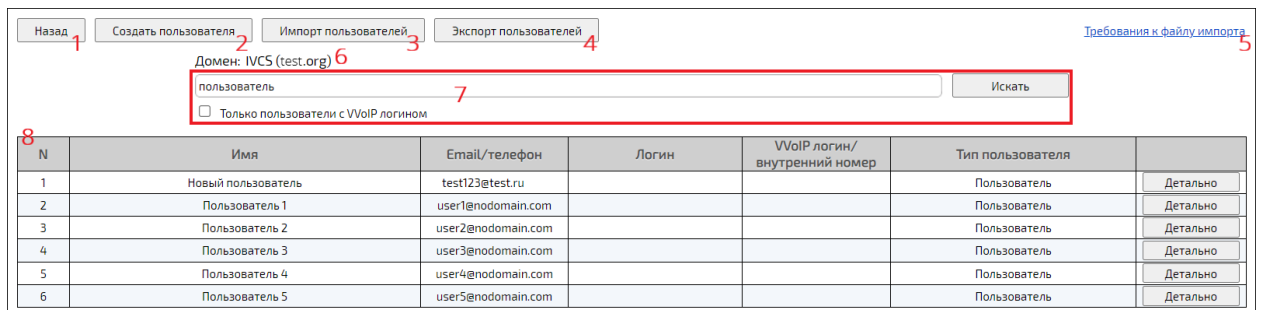 Назад 1 Создать пользователя 2 Импорт пользователей 3 Экспорт пользователей 4 Требования к файлу импорта 5
Домен: IVCS (test.org) 6
пользователь 7 Искать
Только пользователи с VVoIP логином
8
N Имя Email/телефон Логин VVoIP логин/ внутренний номер Тип пользователя
1 Новый пользователь test123@test.ru Пользователь Детально
2 Пользователь 1 user1@nodomain.com Пользователь Детально
3 Пользователь 2 user2@nodomain.com Пользователь Детально
4 Пользователь 3 user3@nodomain.com Пользователь Детально
5 Пользователь 4 user4@nodomain.com Пользователь Детально
6 Пользователь 5 user5@nodomain.com Пользователь Детально